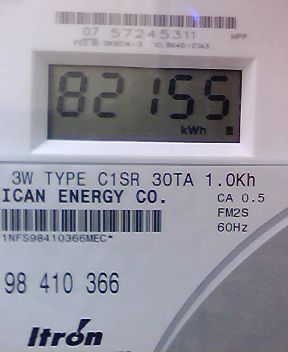 07 57245311
82155
kWh
3W TYPE C1SR 30TA 1.0Kh
ICAN ENERGY CO.
CA 0.5
FM2S
60Hz
1NFS98410366MEC*
98 410 366
Itron